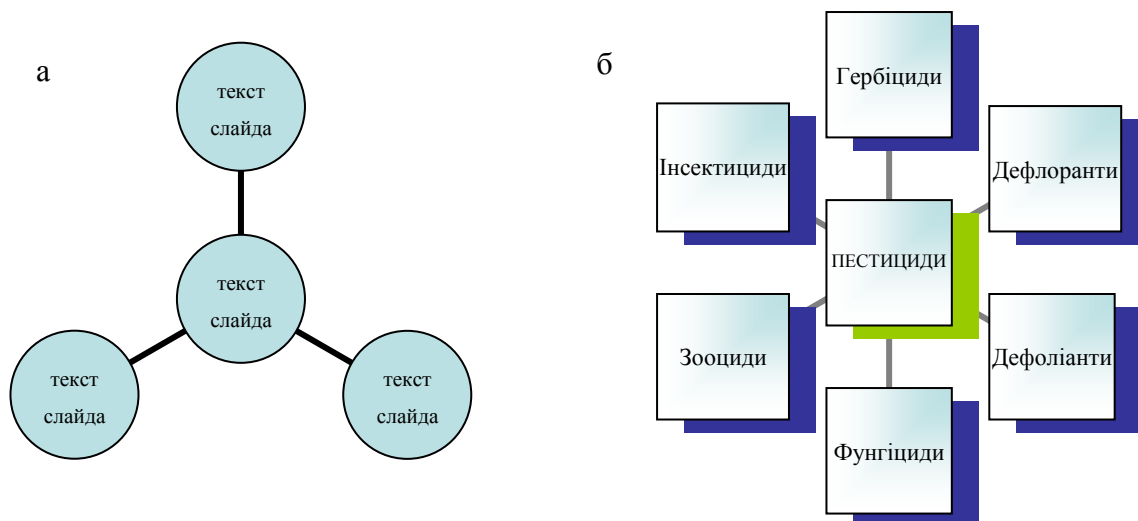 а
текст
слайда
текст
слайда
текст
слайда
текст
слайда
б
Гербіциди
Інсектициди
Дефлоранти
ПЕСТИЦИДИ
Зооциди
Дефоліанти
Фунгіциди